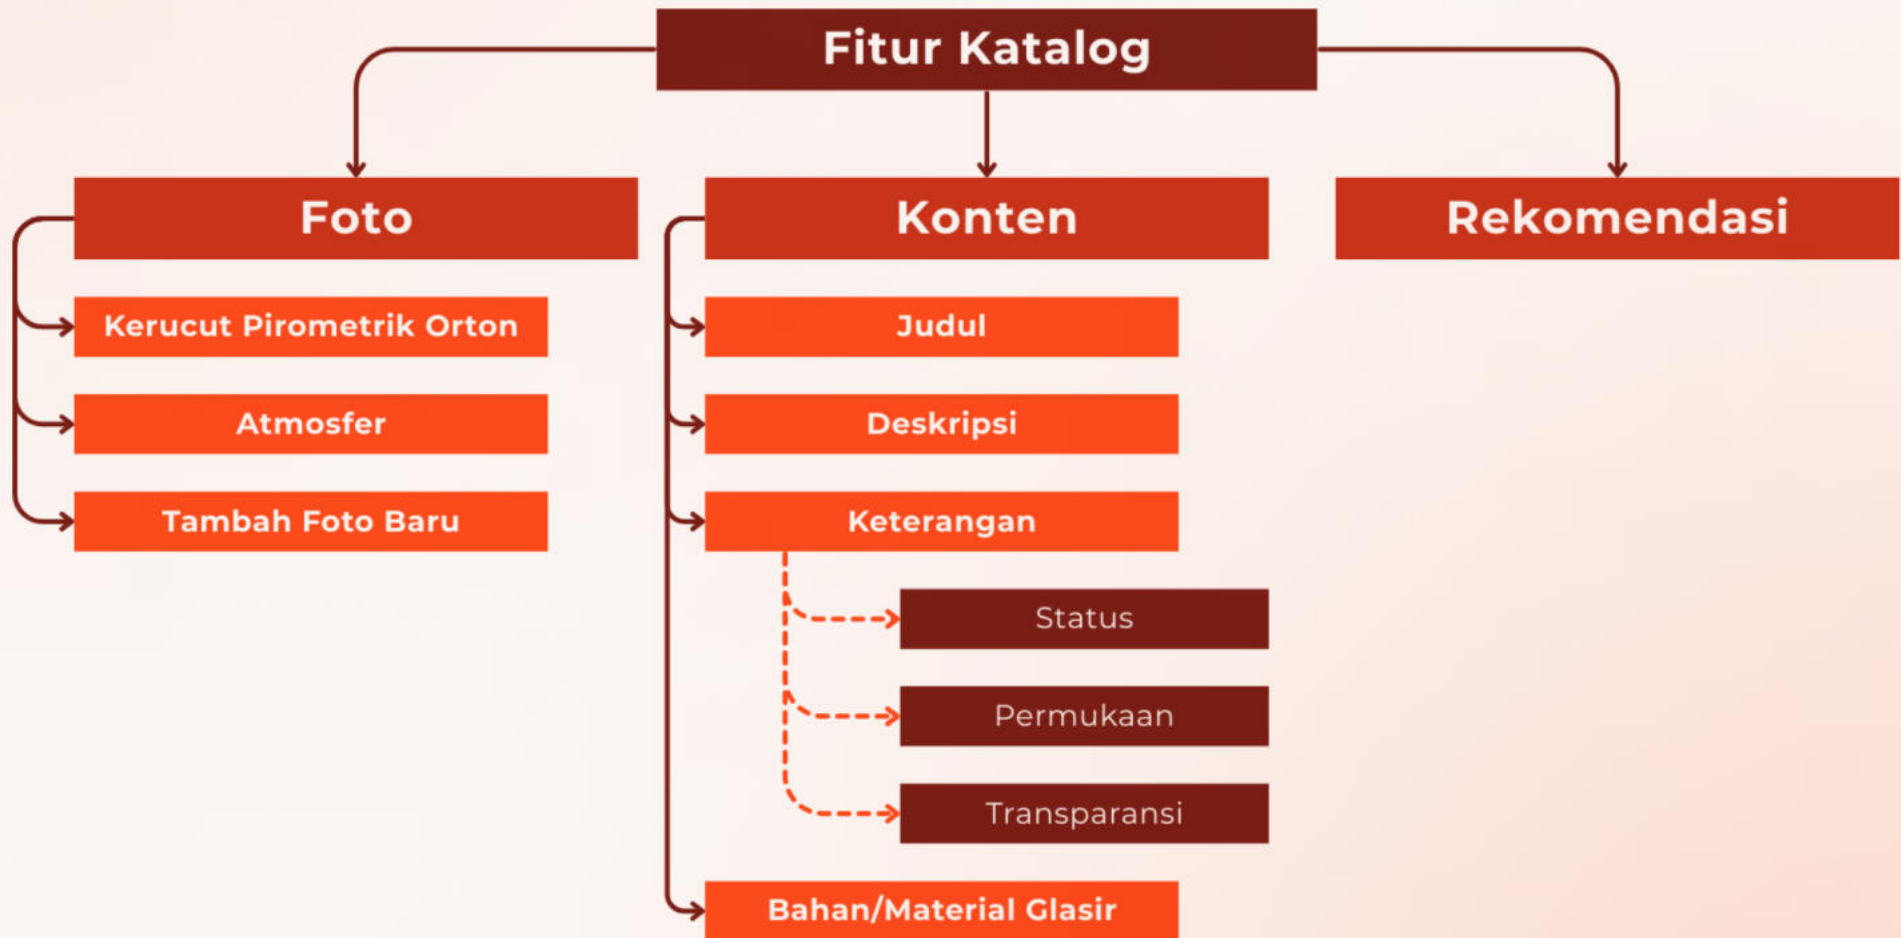 Fitur Katalog
Foto
Kerucut Pirometrik Orton
Atmosfer
Tambah Foto Baru
Konten
Judul
Deskripsi
Keterangan
Status
Permukaan
Transparansi
Bahan/Material Glasir
Rekomendasi